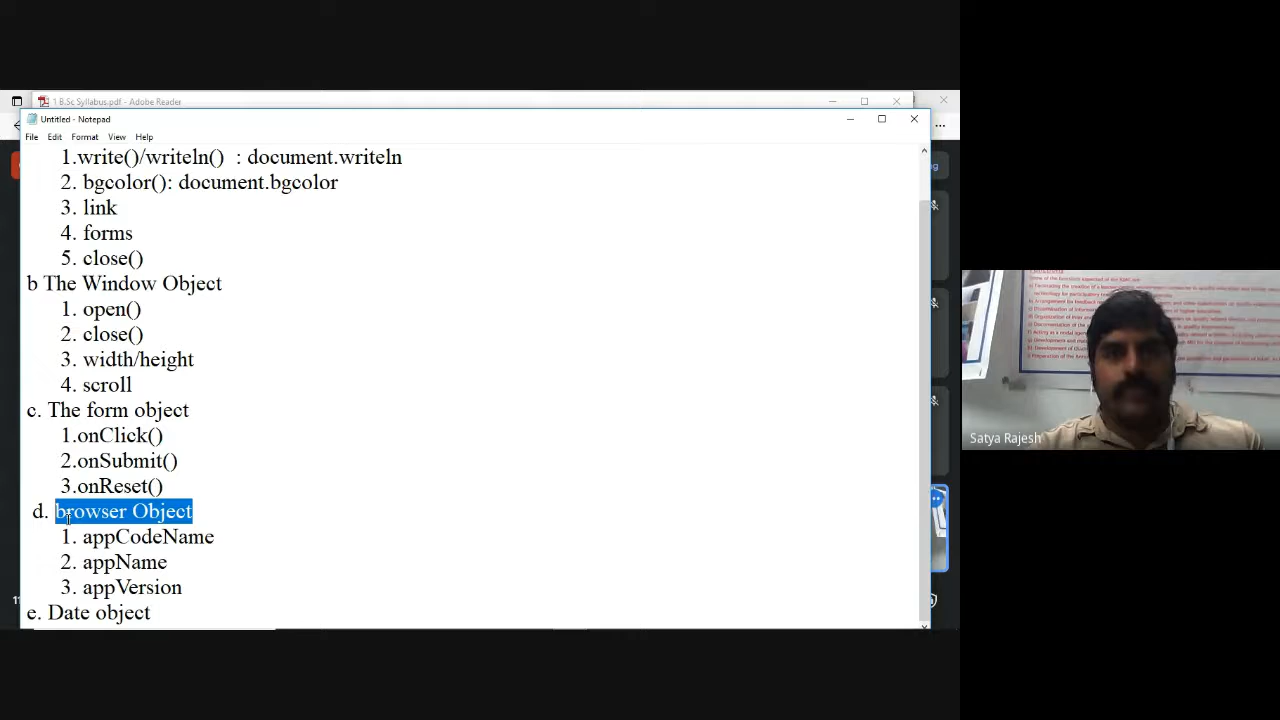 1 B.Sc Syllabus.pdf - Adobe Reader
Untitled - Notepad
File Edit Format View Help
1.write()/writeln() : document.writeln
2. bgcolor(): document.bgcolor
3. link
4. forms
5. close()
b The Window Object
1. open()
2. close()
3. width/height
4. scroll
c. The form object
1.onClick()
2.onSubmit()
3.onReset()
d. browser Object
1. appCodeName
2. appName
3. appVersion
e. Date object
Satya Rajesh